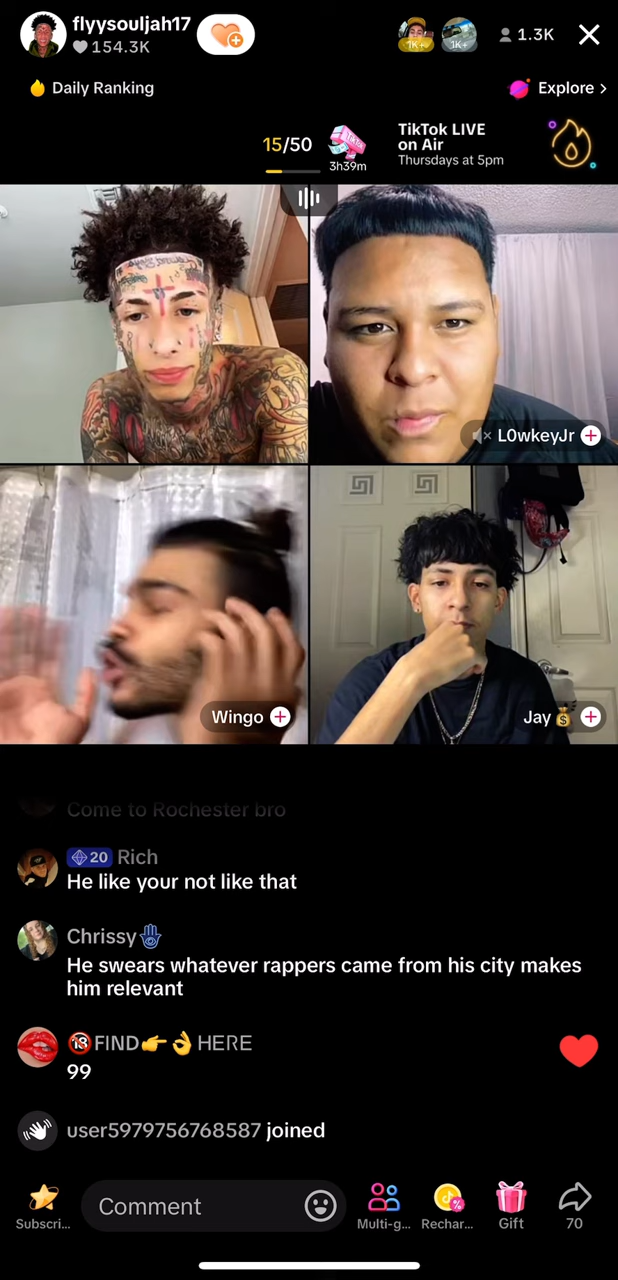 flyysouljah17
154.3K
1K+
1K+
1.3K
Daily Ranking
Explore >
15/50
TikTok
3h39m
TikTok LIVE
on Air
Thursdays at 5pm
L0wkeyJr
Wingo
Jay💰
Come to Rochester bro
20 Rich
He like your not like that
Chrissy🪬
He swears whatever rappers came from his city makes
him relevant
🔞FIND👉👌HERE
99
user5979756768587 joined
Comment
Subscri...
Multi-g...
Rechar...
Gift
70